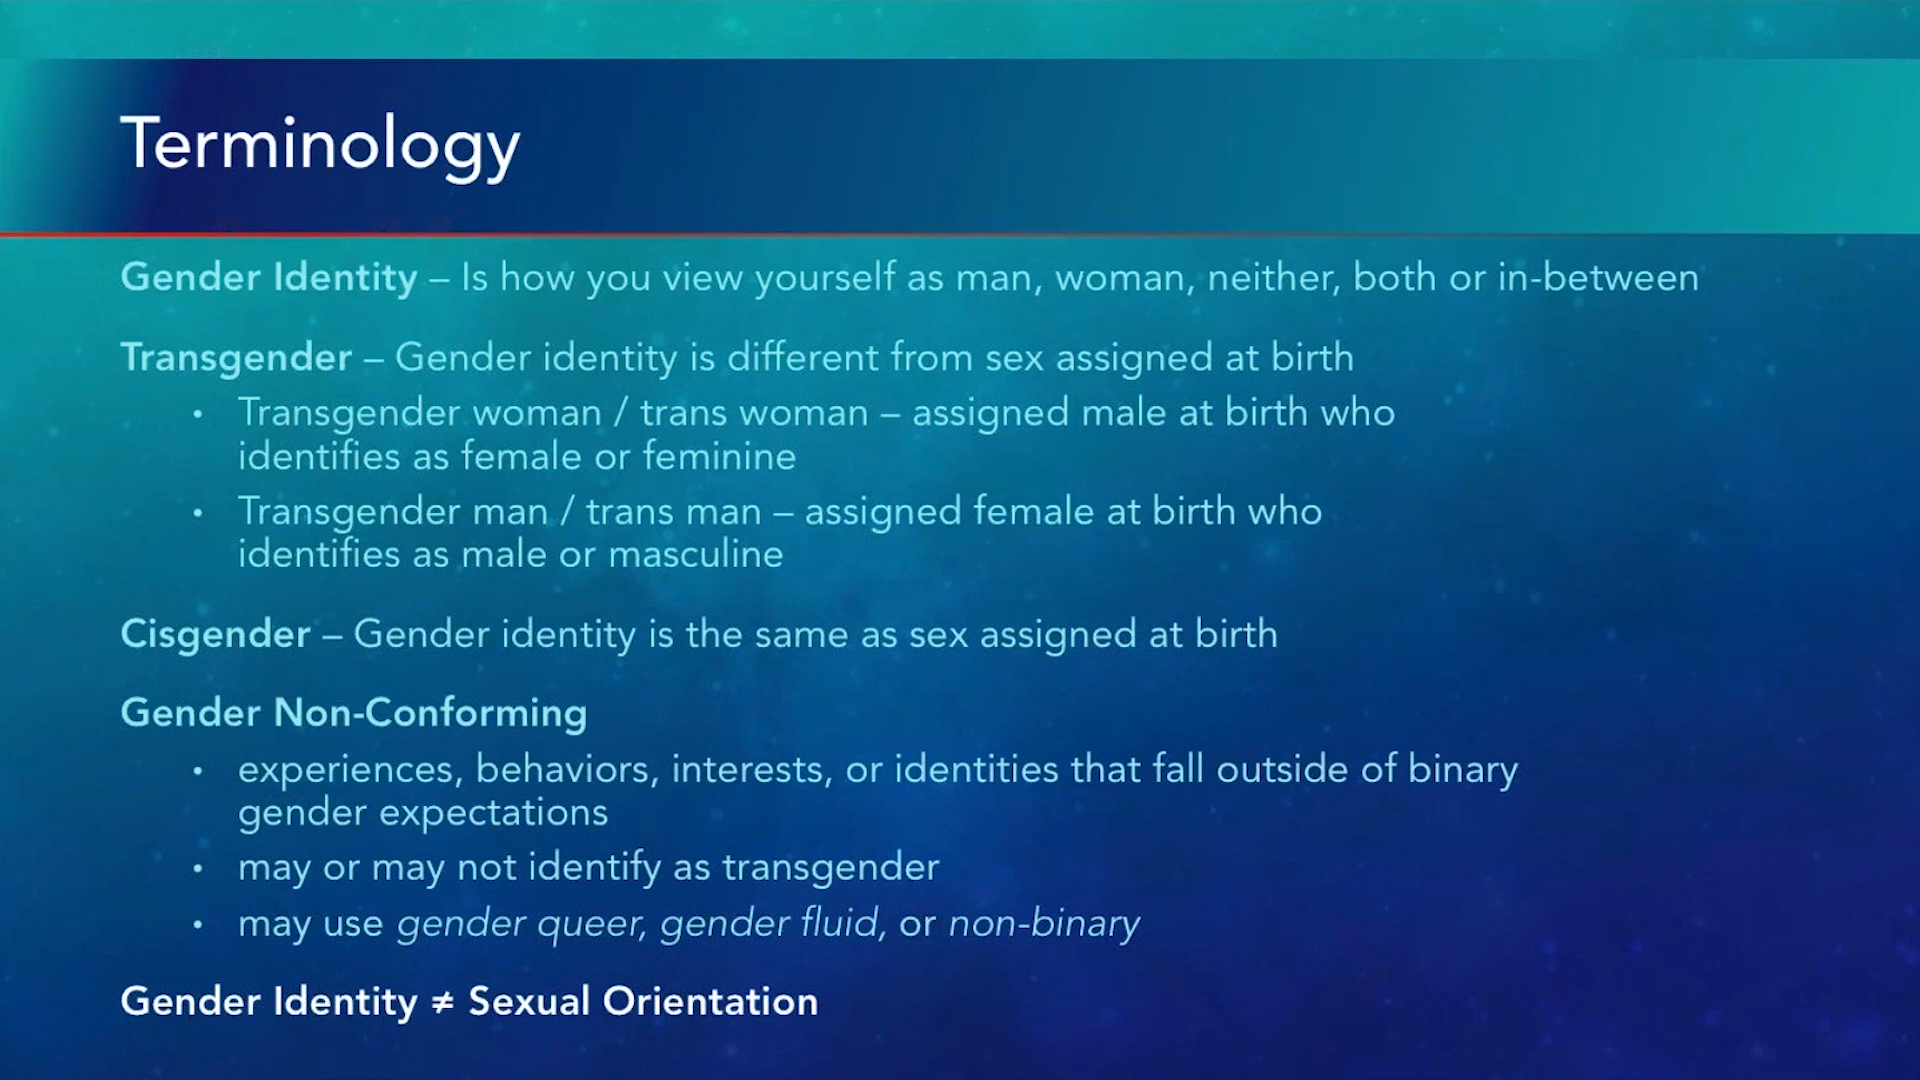 Terminology
Gender Identity – Is how you view yourself as man, woman, neither, both or in-between
Transgender – Gender identity is different from sex assigned at birth
• Transgender woman / trans woman – assigned male at birth who
identifies as female or feminine
• Transgender man / trans man – assigned female at birth who
identifies as male or masculine
Cisgender – Gender identity is the same as sex assigned at birth
Gender Non-Conforming
• experiences, behaviors, interests, or identities that fall outside of binary
gender expectations
• may or may not identify as transgender
• may use gender queer, gender fluid, or non-binary
Gender Identity ≠ Sexual Orientation